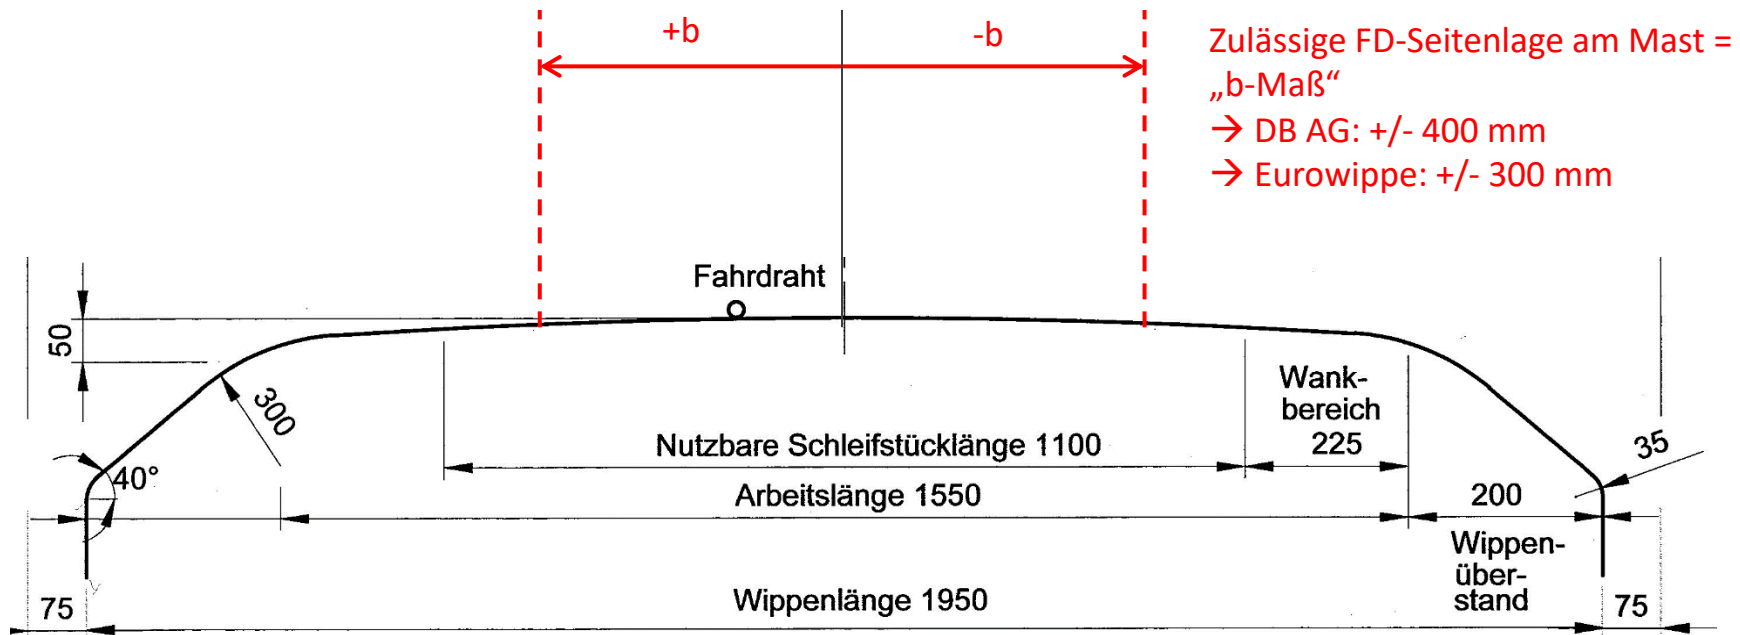 +b
-b
Zulässige FD-Seitenlage am Mast =
„b-Maß“
→ DB AG: +/- 400 mm
→ Eurowippe: +/- 300 mm
Fahrdraht
50
300
Wank-
bereich
225
Nutzbare Schleifstücklänge 1100
35
40°
Arbeitslänge 1550
200
Wippen-
über-
stand
75
Wippenlänge 1950
75